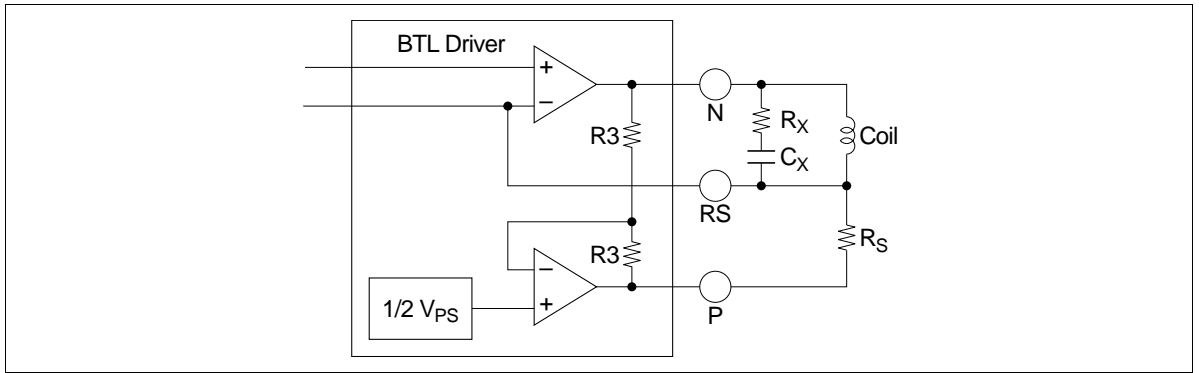 BTL Driver
+
−
N
R3
RX
Coil
CX
RS
R3
RS
−
+
1/2 VPS
P